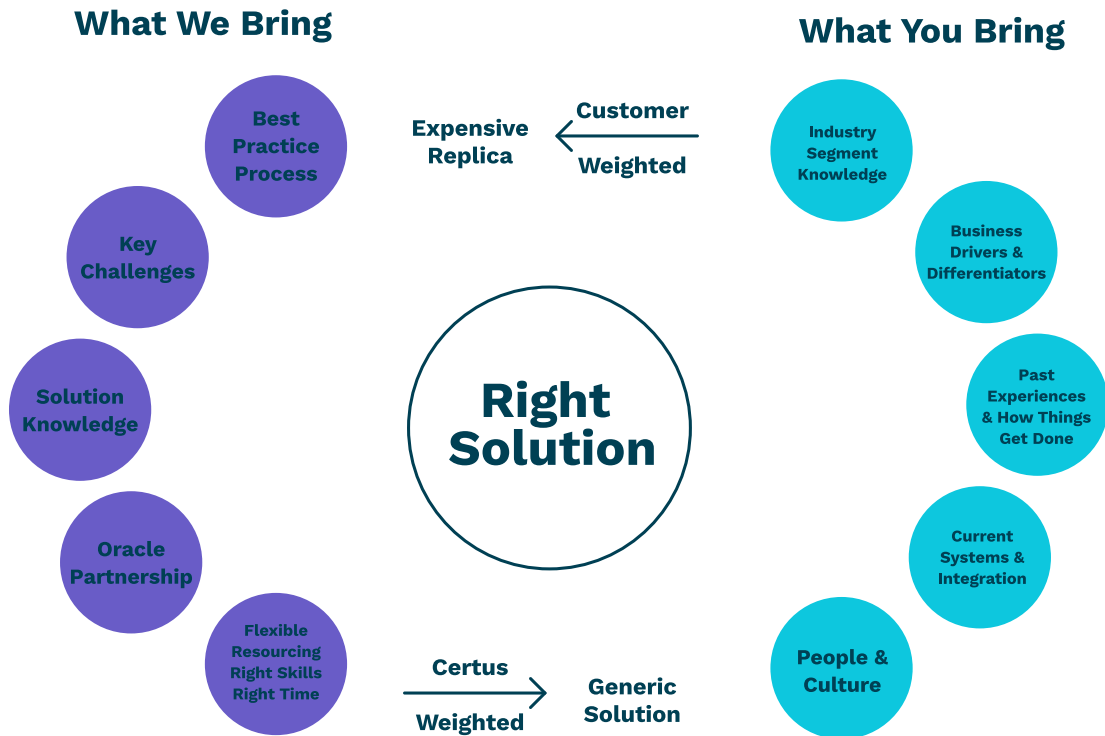 What We Bring
What You Bring
Best
Practice
Process
Key
Challenges
Solution
Knowledge
Oracle
Partnership
Flexible
Resourcing
Right Skills
Right Time
Expensive
Replica
Customer
Weighted
Right
Solution
Certus
Weighted
Generic
Solution
Industry
Segment
Knowledge
Business
Drivers &
Differentiators
Past
Experiences
& How Things
Get Done
Current
Systems &
Integration
People &
Culture